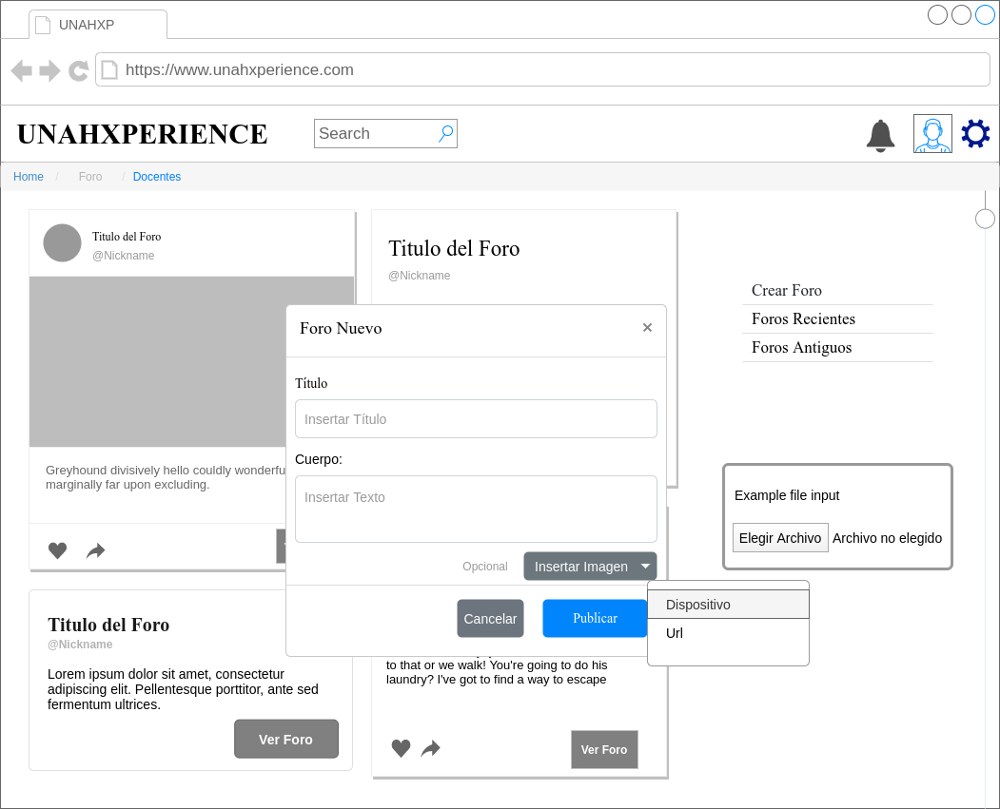 UNAHXP
https://www.unahxperience.com
UNAHXPERIENCE
Search
Home / Foro / Docentes
Titulo del Foro
@Nickname
Greyhound divisively hello couldly
marginally far upon excluding.
Titulo del Foro
@Nickname
Crear Foro
Foros Recientes
Foros Antiguos
Foro Nuevo ×
Título
Insertar Título
Cuerpo:
Insertar Texto
Opcional
Insertar Imagen
Cancelar
Publicar
Dispositivo
Url
Example file input
Elegir Archivo
Archivo no elegido
Titulo del Foro
@Nickname
Lorem ipsum dolor sit amet, consectetur
adipiscing elit. Pellentesque porttitor, ante sed
fermentum ultrices.
Ver Foro
to that or we walk! You're going to do his
laundry? I've got to find a way to escape
Ver Foro